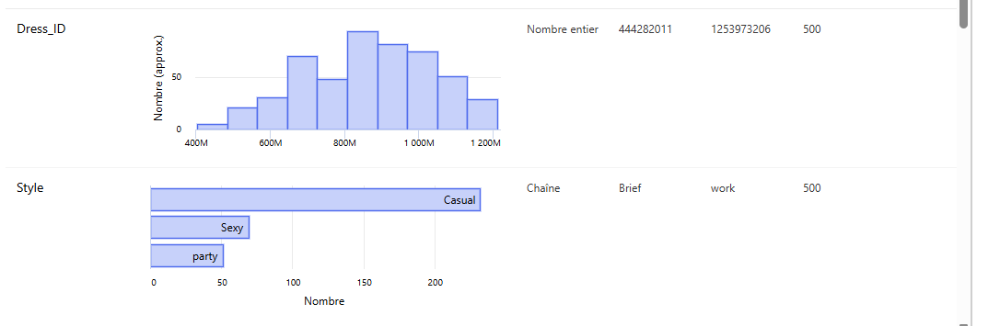 Dress_ID
Nombre (approx.)
50
0
400M 600M 800M 1 000M 1 200M
Nombre entier 444282011 1253973206 500
Style
Casual
Sexy
party
0 50 100 150 200
Nombre
Chaîne Brief work 500